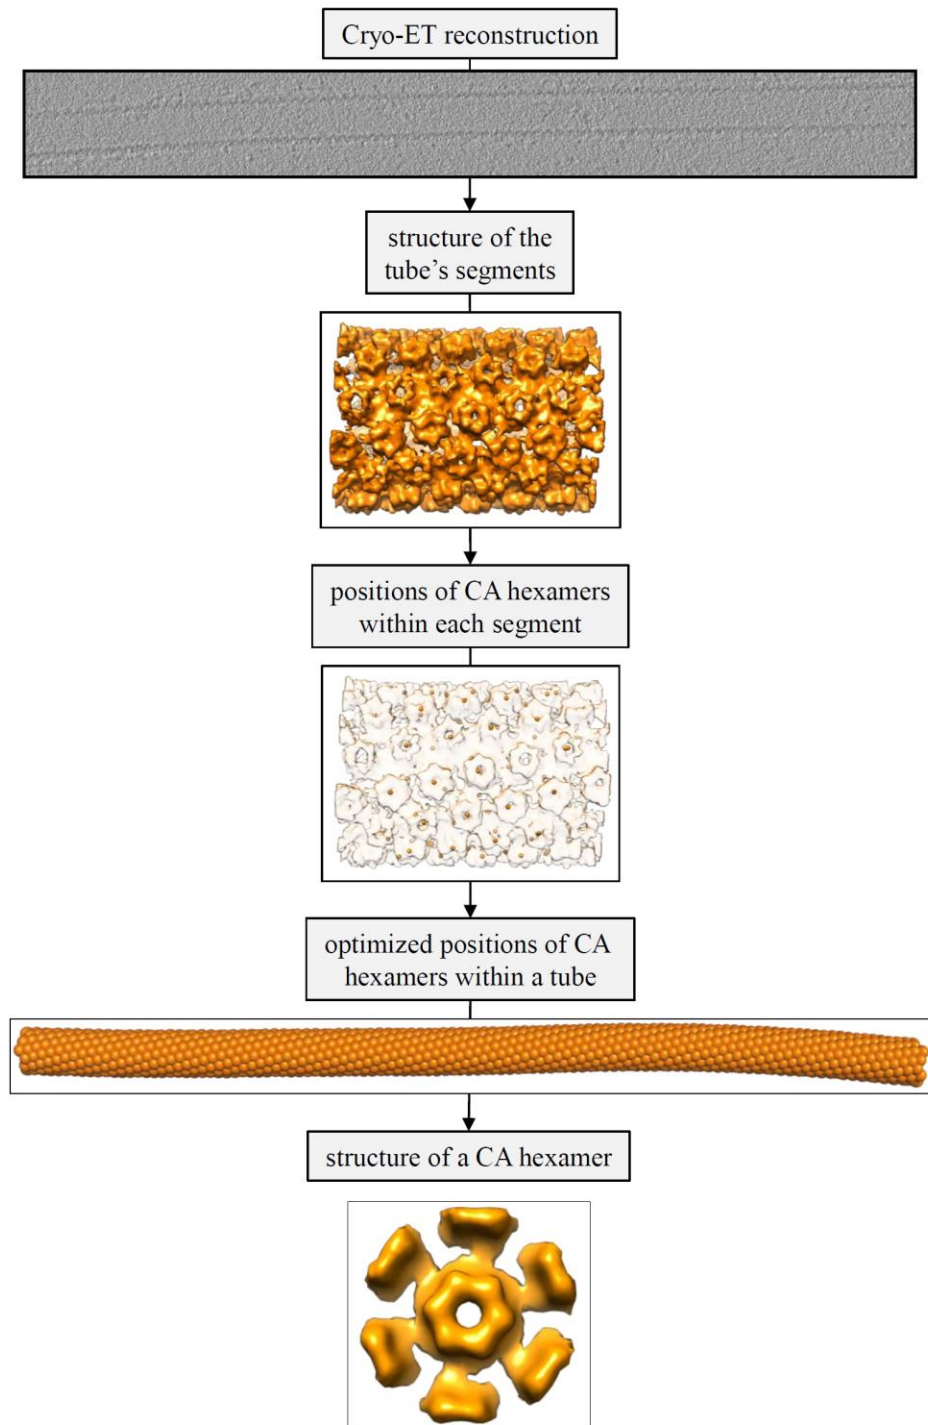 Cryo-ET reconstruction
structure of the
tube's segments
positions of CA hexamers
within each segment
optimized positions of CA
hexamers within a tube
structure of a CA hexamer